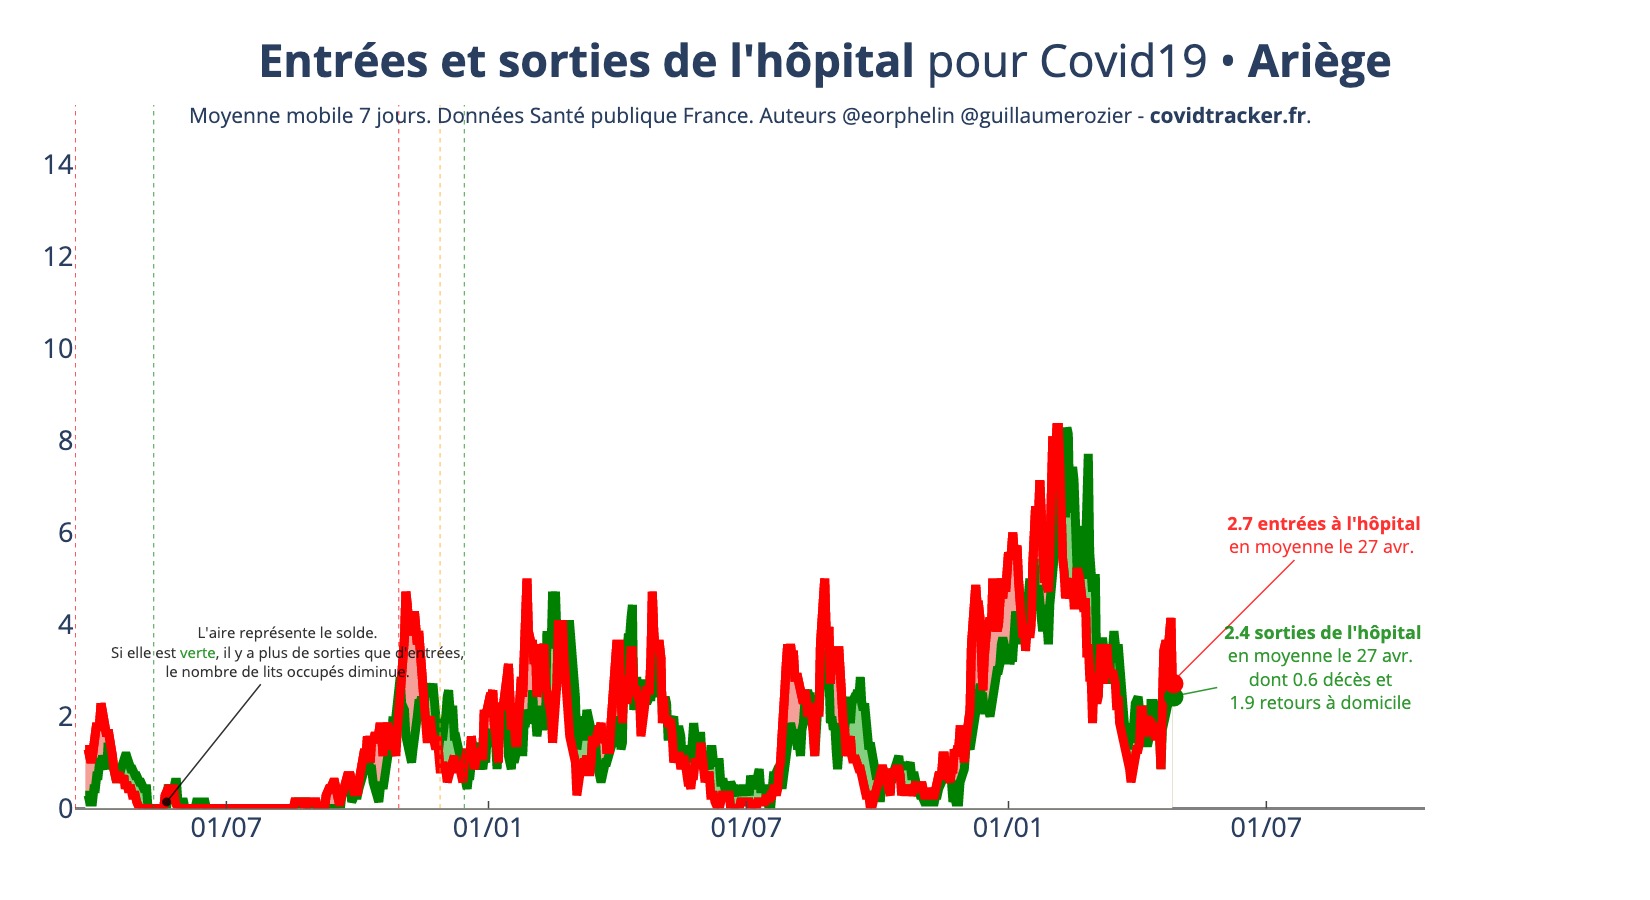 Entrées et sorties de l'hôpital pour Covid19 • Ariège
Moyenne mobile 7 jours. Données Santé publique France. Auteurs @eorphelin @guillaumerozier - covidtracker.fr.
14
12
10
8
6
4
2
0
2.7 entrées à l'hôpital
en moyenne le 27 avr.
L'aire représente le solde.
Si elle est verte, il y a plus de sorties que d'entrées,
le nombre de lits occupés diminue.
2.4 sorties de l'hôpital
en moyenne le 27 avr.
dont 0.6 décès et
1.9 retours à domicile
01/07
01/01
01/07
01/01
01/07